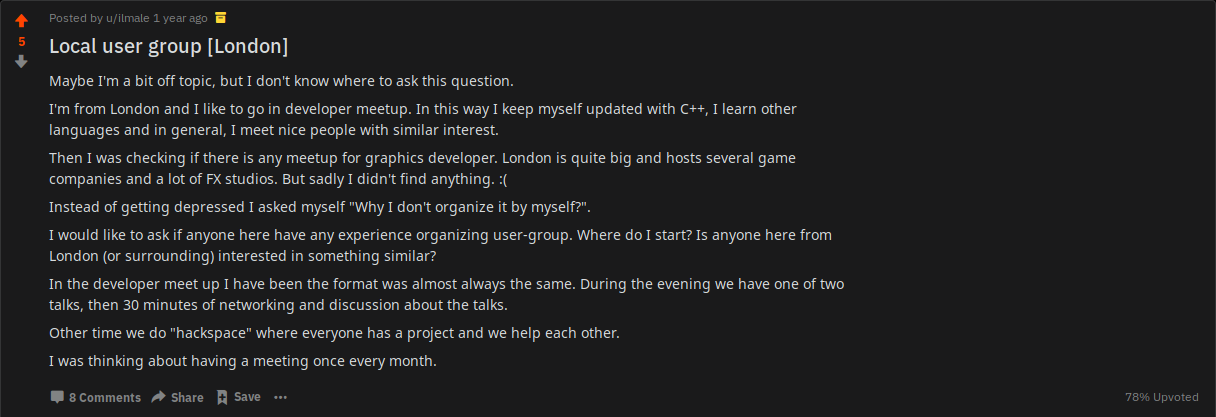 Posted by u/ilmale 1 year ago
5
Local user group [London]
Maybe I'm a bit off topic, but I don't know where to ask this question.
I'm from London and I like to go in developer meetup. In this way I keep myself updated with C++, I learn other
languages and in general, I meet nice people with similar interest.
Then I was checking if there is any meetup for graphics developer. London is quite big and hosts several game
companies and a lot of FX studios. But sadly I didn't find anything. :(
Instead of getting depressed I asked myself "Why I don't organize it by myself?".
I would like to ask if anyone here have any experience organizing user-group. Where do I start? Is anyone here from
London (or surrounding) interested in something similar?
In the developer meet up I have been the format was almost always the same. During the evening we have one of two
talks, then 30 minutes of networking and discussion about the talks.
Other time we do "hackspace" where everyone has a project and we help each other.
I was thinking about having a meeting once every month.
8 Comments Share Save ··· 78% Upvoted